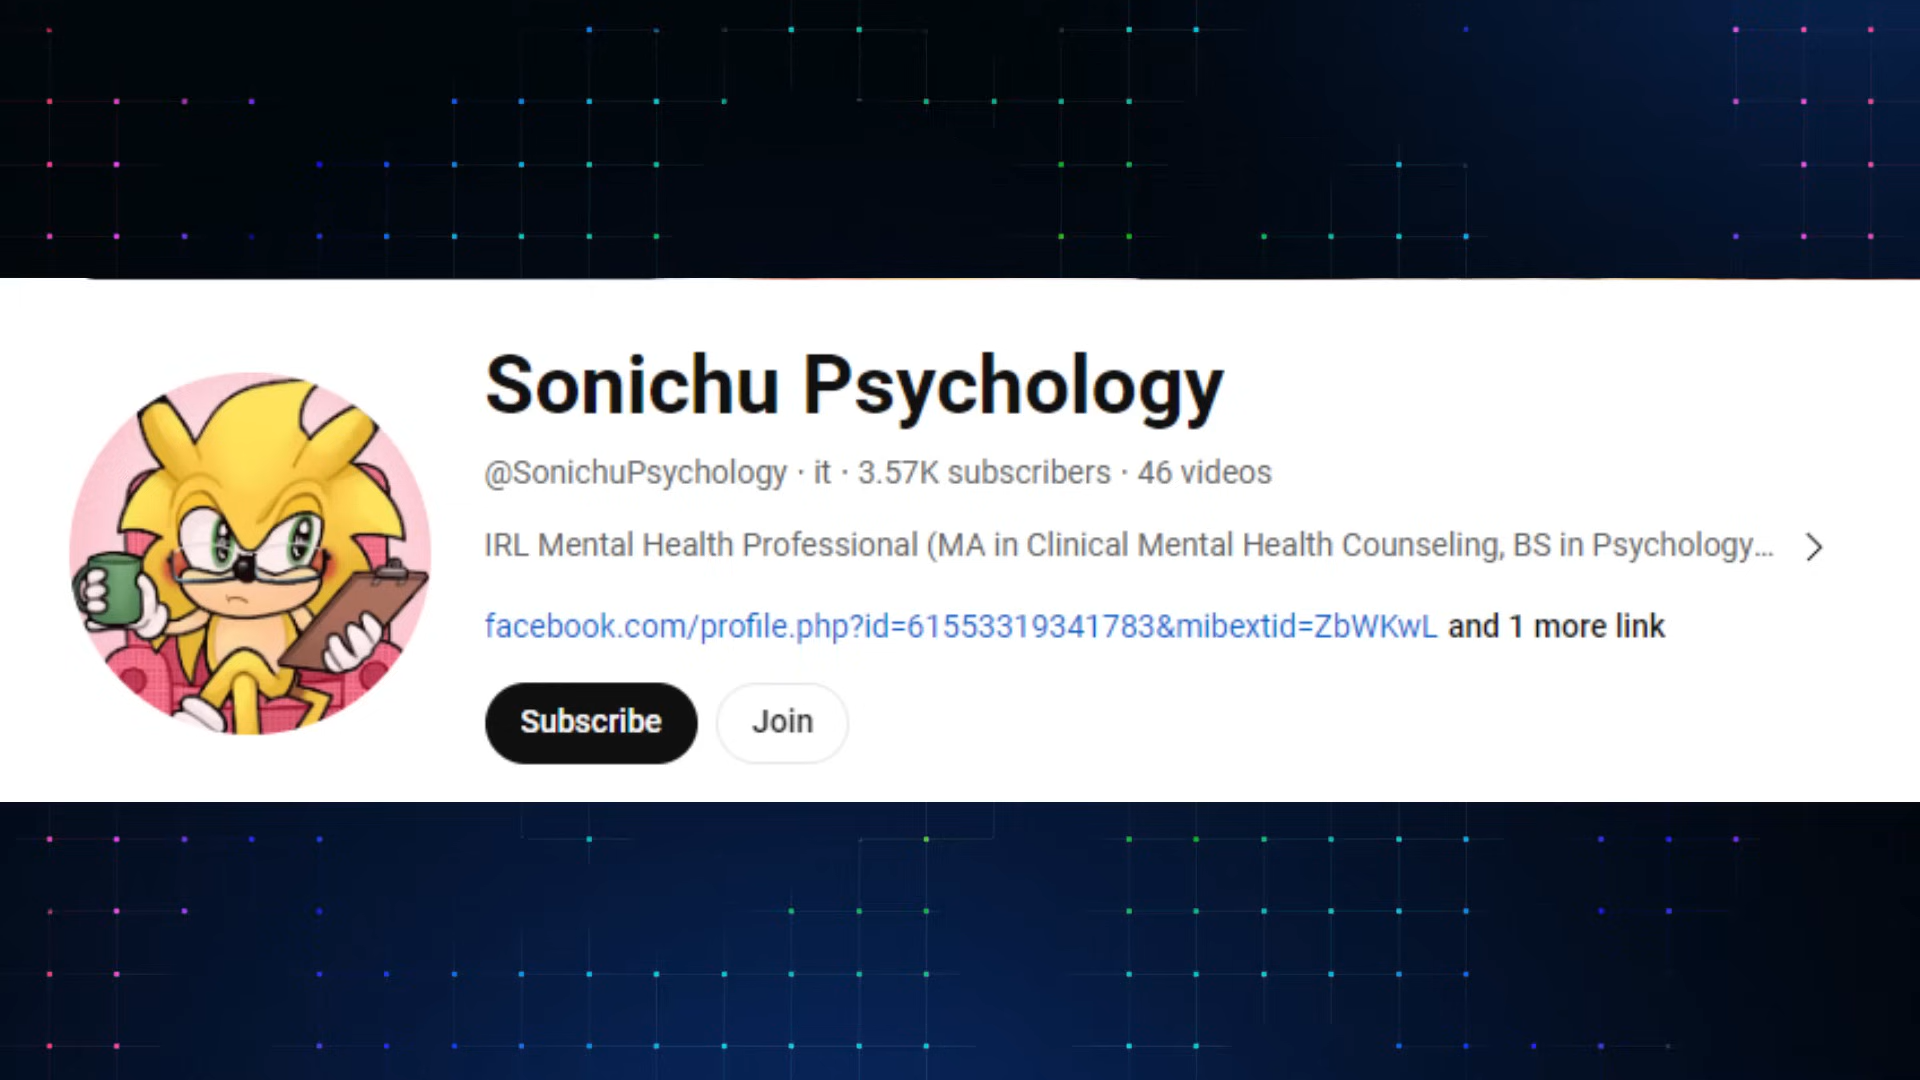 Sonichu Psychology
@SonichuPsychology · it · 3.57K subscribers · 46 videos
IRL Mental Health Professional (MA in Clinical Mental Health Counseling, BS in Psychology...
facebook.com/profile.php?id=61553319341783&mibextid=ZbWKwL and 1 more link
Subscribe Join